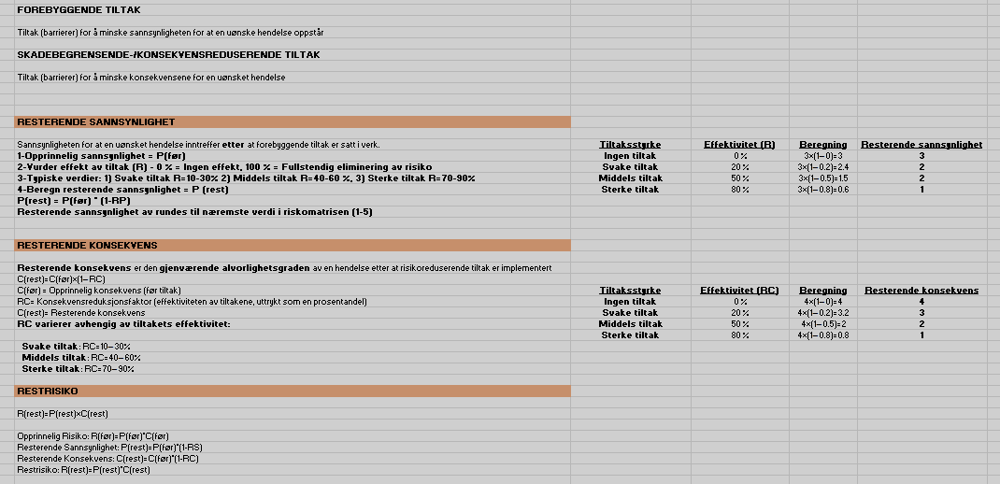 FOREBYGGENDE TILTAK
Tiltak (barrierer) for å minske sannsynligheten for at en uønske hendelse oppstår
SKADEBEGRENSENDE-/KONSEKVENSREDUSERENDE TILTAK
Tiltak (barrierer) for å minske konsekvensene for en uønsket hendelse
RESTERENDE SANNSYNLIGHET
Sannsynligheten for at en uønsket hendelse inntreffer etter at forebyggende tiltak er satt i verk. Tiltaksstyrke Effektivitet (R) Beregning Resterende sannsynlighet
1-Opprinnelig sannsynlighet = P(før) Ingen tiltak 0 % 3×(1−0)=3 3
2-Vurder effekt av tiltak (R) - 0 % = Ingen effekt, 100 % = Fullstendig eliminering av risiko Svake tiltak 20 % 3×(1−0.2)=2.4 2
3-Typiske verdier: 1) Svake tiltak R=10-30% 2) Middels tiltak R=40-60 %, 3) Sterke tiltak R=70-90% Middels tiltak 50 % 3×(1−0.5)=1.5 2
4-Beregn resterende sannsynlighet = P (rest) Sterke tiltak 80 % 3×(1−0.8)=0.6 1
P(rest) = P(før) * (1-RP)
Resterende sannsynlighet av rundes til næremste verdi i riskomatrisen (1-5)
RESTERENDE KONSEKVENS
Resterende konsekvens er den gjenværende alvorlighetsgraden av en hendelse etter at risikoreduserende tiltak er implementert
C(rest)=C(før)×(1−RC)
C(før) = Opprinnelig konsekvens (før tiltak) Tiltaksstyrke Effektivitet (RC) Beregning Resterende konsekvens
RC= Konsekvensreduksjonsfaktor (effektiviteten av tiltakene, uttrykt som en prosentandel) Ingen tiltak 0 % 4×(1−0)=4 4
C(rest)= Resterende konsekvens Svake tiltak 20 % 4×(1−0.2)=3.2 3
RC varierer avhengig av tiltakets effektivitet: Middels tiltak 50 % 4×(1−0.5)=2 2
Sterke tiltak 80 % 4×(1−0.8)=0.8 1
Svake tiltak: RC=10−30%
Middels tiltak: RC=40−60%
Sterke tiltak: RC=70−90%
RESTRISIKO
R(rest)=P(rest)×C(rest)
Opprinnelig Risiko: R(før)=P(før)*C(før)
Resterende Sannsynlighet: P(rest)=P(før)*(1-RS)
Resterende Konsekvens: C(rest)=C(før)*(1-RC)
Restrisiko: R(rest)=P(rest)*C(rest)